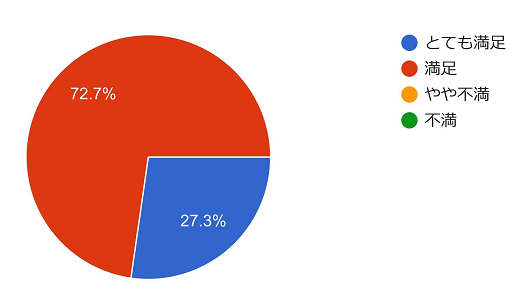 とても満足
満足
やや不満
不満
72.7%
27.3%